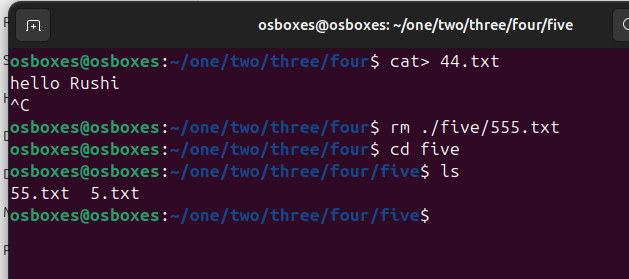 osboxes@osboxes: ~/one/two/three/four/five
osboxes@osboxes:~/one/two/three/four$ cat> 44.txt
hello Rushi
^C
osboxes@osboxes:~/one/two/three/four$ rm ./five/555.txt
osboxes@osboxes:~/one/two/three/four$ cd five
osboxes@osboxes:~/one/two/three/four/five$ ls
55.txt  5.txt
osboxes@osboxes:~/one/two/three/four/five$